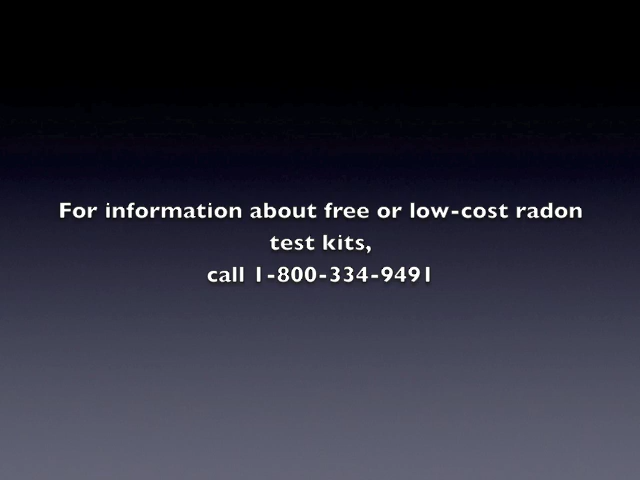 For information about free or low-cost radon
test kits,
call 1-800-334-9491